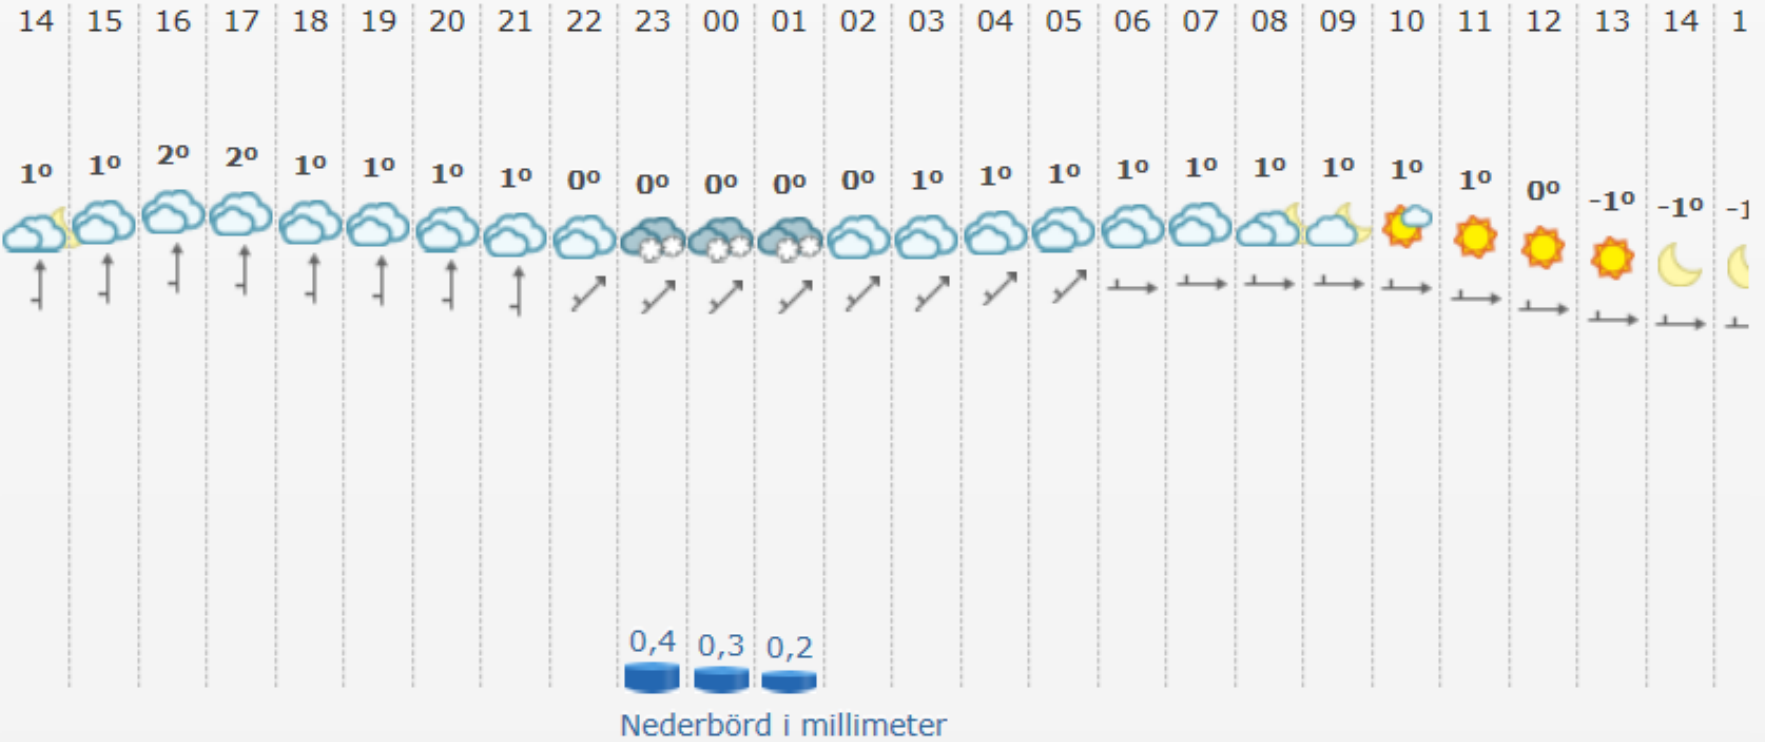 14 15 16 17 18 19 20 21 22 23 00 01 02 03 04 05 06 07 08 09 10 11 12 13 14 1
1º 1º 2º 2º 1º 1º 1º 1º 0º 0º 0º 0º 0º 1º 1º 1º 1º 1º 1º 1º 1º 1º 0º -1º -1º -1
0,4 0,3 0,2
Nederbörd i millimeter